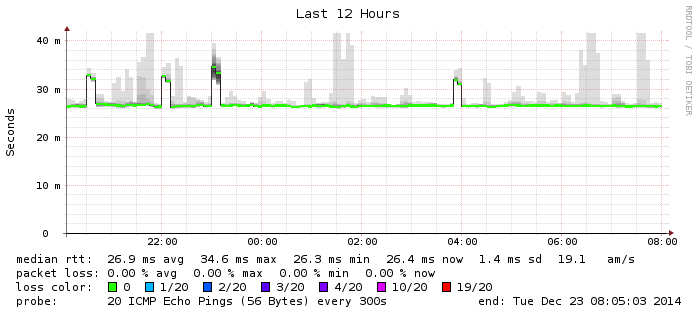 Last 12 Hours
RRDTOOL / TOBI OETIKER
Seconds
40 m
30 m
20 m
10 m
0
22:00 00:00 02:00 04:00 06:00 08:00
median rtt: 26.9 ms avg 34.6 ms max 26.3 ms min 26.4 ms now 1.4 ms sd 19.1 am/s
packet loss: 0.00 % avg 0.00 % max 0.00 % min 0.00 % now
loss color: 0 1/20 2/20 3/20 4/20 10/20 19/20
probe: 20 ICMP Echo Pings (56 Bytes) every 300s end: Tue Dec 23 08:05:03 2014